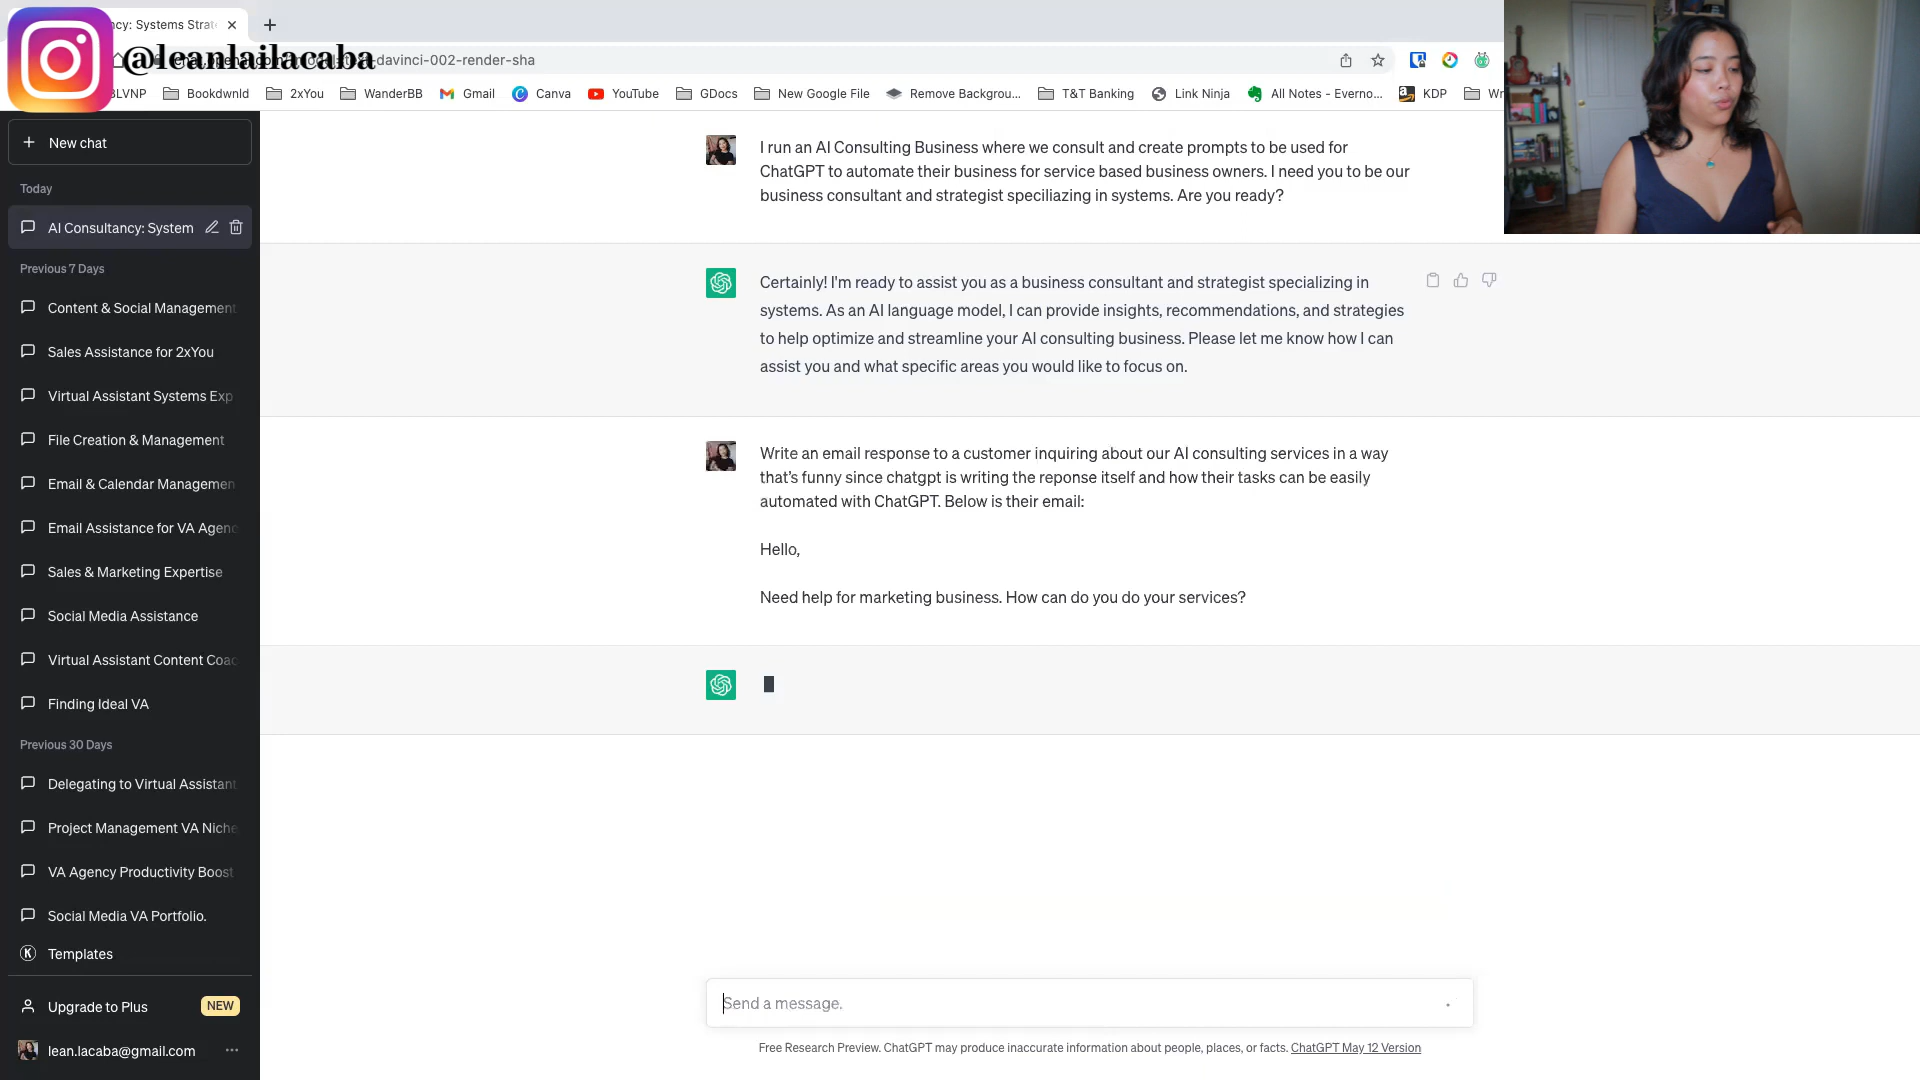 ncy: Systems Strat
@leanlailacaba
davinci-002-render-sha
BLVNP
Bookdwnld
2xYou
WanderBB
Gmail
Canva
YouTube
GDocs
New Google File
Remove Backgrou...
T&T Banking
Link Ninja
All Notes - Everno...
KDP
Wr
New chat
Today
AI Consultancy: System
Previous 7 Days
Content & Social Management
Sales Assistance for 2xYou
Virtual Assistant Systems Exp
File Creation & Management
Email & Calendar Managemen
Email Assistance for VA Agenc
Sales & Marketing Expertise
Social Media Assistance
Virtual Assistant Content Coac
Finding Ideal VA
Previous 30 Days
Delegating to Virtual Assistant
Project Management VA Niche
VA Agency Productivity Boost
Social Media VA Portfolio.
Templates
Upgrade to Plus
NEW
lean.lacaba@gmail.com
I run an AI Consulting Business where we consult and create prompts to be used for
ChatGPT to automate their business for service based business owners. I need you to be our
business consultant and strategist speciliazing in systems. Are you ready?
Certainly! I'm ready to assist you as a business consultant and strategist specializing in
systems. As an AI language model, I can provide insights, recommendations, and strategies
to help optimize and streamline your AI consulting business. Please let me know how I can
assist you and what specific areas you would like to focus on.
Write an email response to a customer inquiring about our AI consulting services in a way
that's funny since chatgpt is writing the reponse itself and how their tasks can be easily
automated with ChatGPT. Below is their email:
Hello,
Need help for marketing business. How can do you do your services?
Send a message.
Free Research Preview. ChatGPT may produce inaccurate information about people, places, or facts. ChatGPT May 12 Version